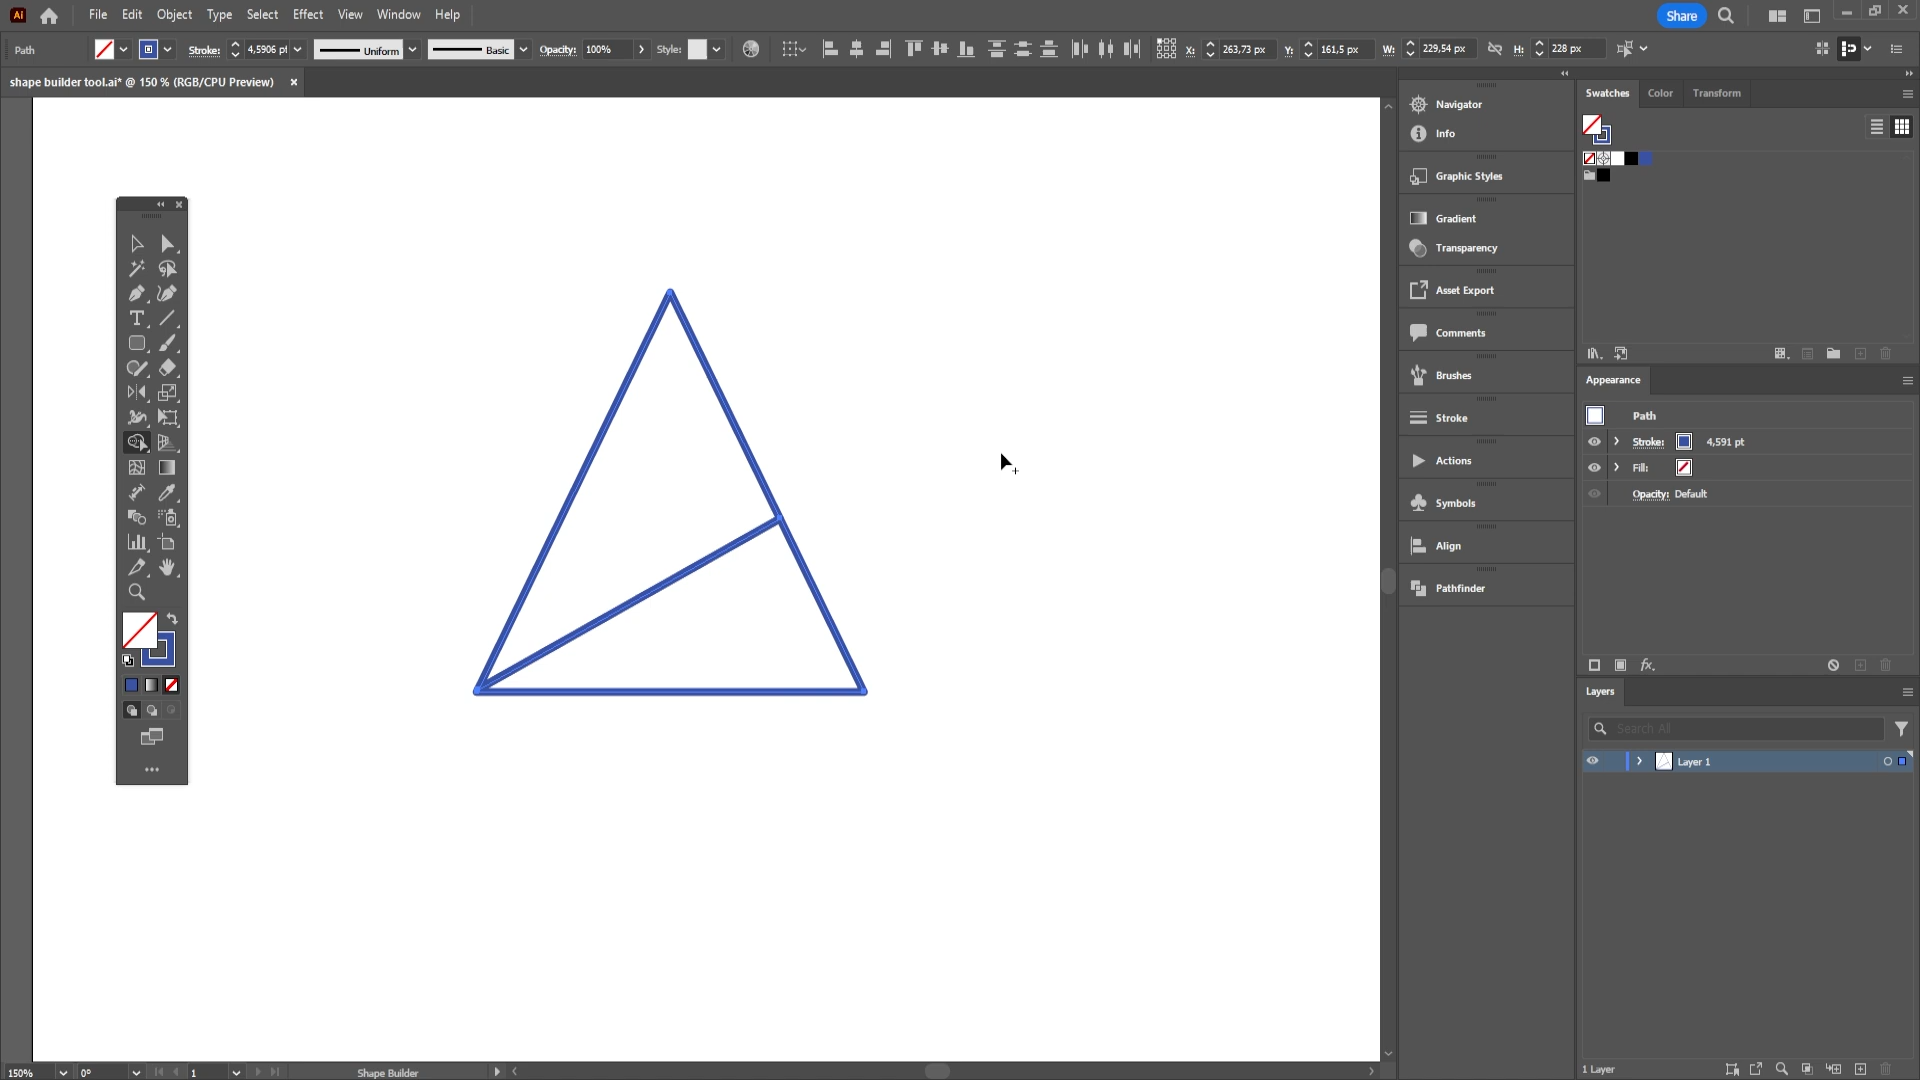 Ai File Edit Object Type Select Effect View Window Help Share
Path Stroke: 4,5906 pt Uniform Basic Opacity: 100% Style: X: 263,73 px Y: 161,5 px W: 229,54 px H: 228 px
shape builder tool.ai* @ 150 % (RGB/CPU Preview)
Navigator
Info
Graphic Styles
Gradient
Transparency
Asset Export
Comments
Brushes
Stroke
Actions
Symbols
Align
Pathfinder
Swatches Color Transform
Appearance
Path
Stroke: 4,591 pt
Fill:
Opacity: Default
fx.
Layers
Search All
Layer 1
1 Layer
150% 0° 1 Shape Builder